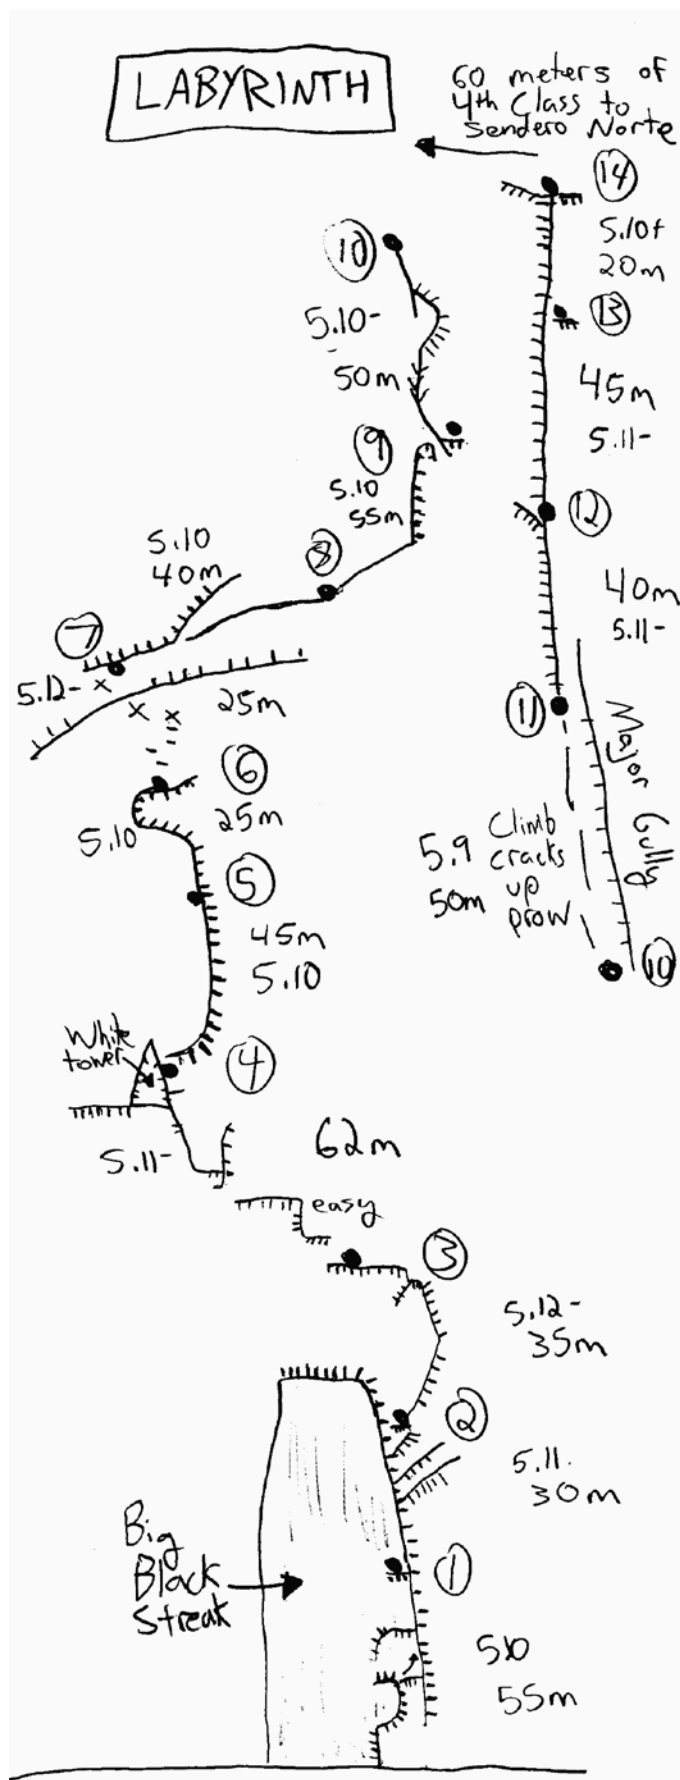 LABYRINTH
60 meters of
4th Class to
Sendero Norte
14
5.10+
20m
13
45m
5.11-
12
40m
5.11-
11
Major Gully
Climb
cracks
up
prow
5.9
50m
10
10
5.10-
50m
9
5.10
55m
8
5.10
40m
7
5.12-
25m
6
25m
5.10
5
45m
5.10
White
tower
4
5.11-
62m
easy
3
5.12-
35m
2
5.11-
30m
Big
Black
Streak
1
5.10
55m